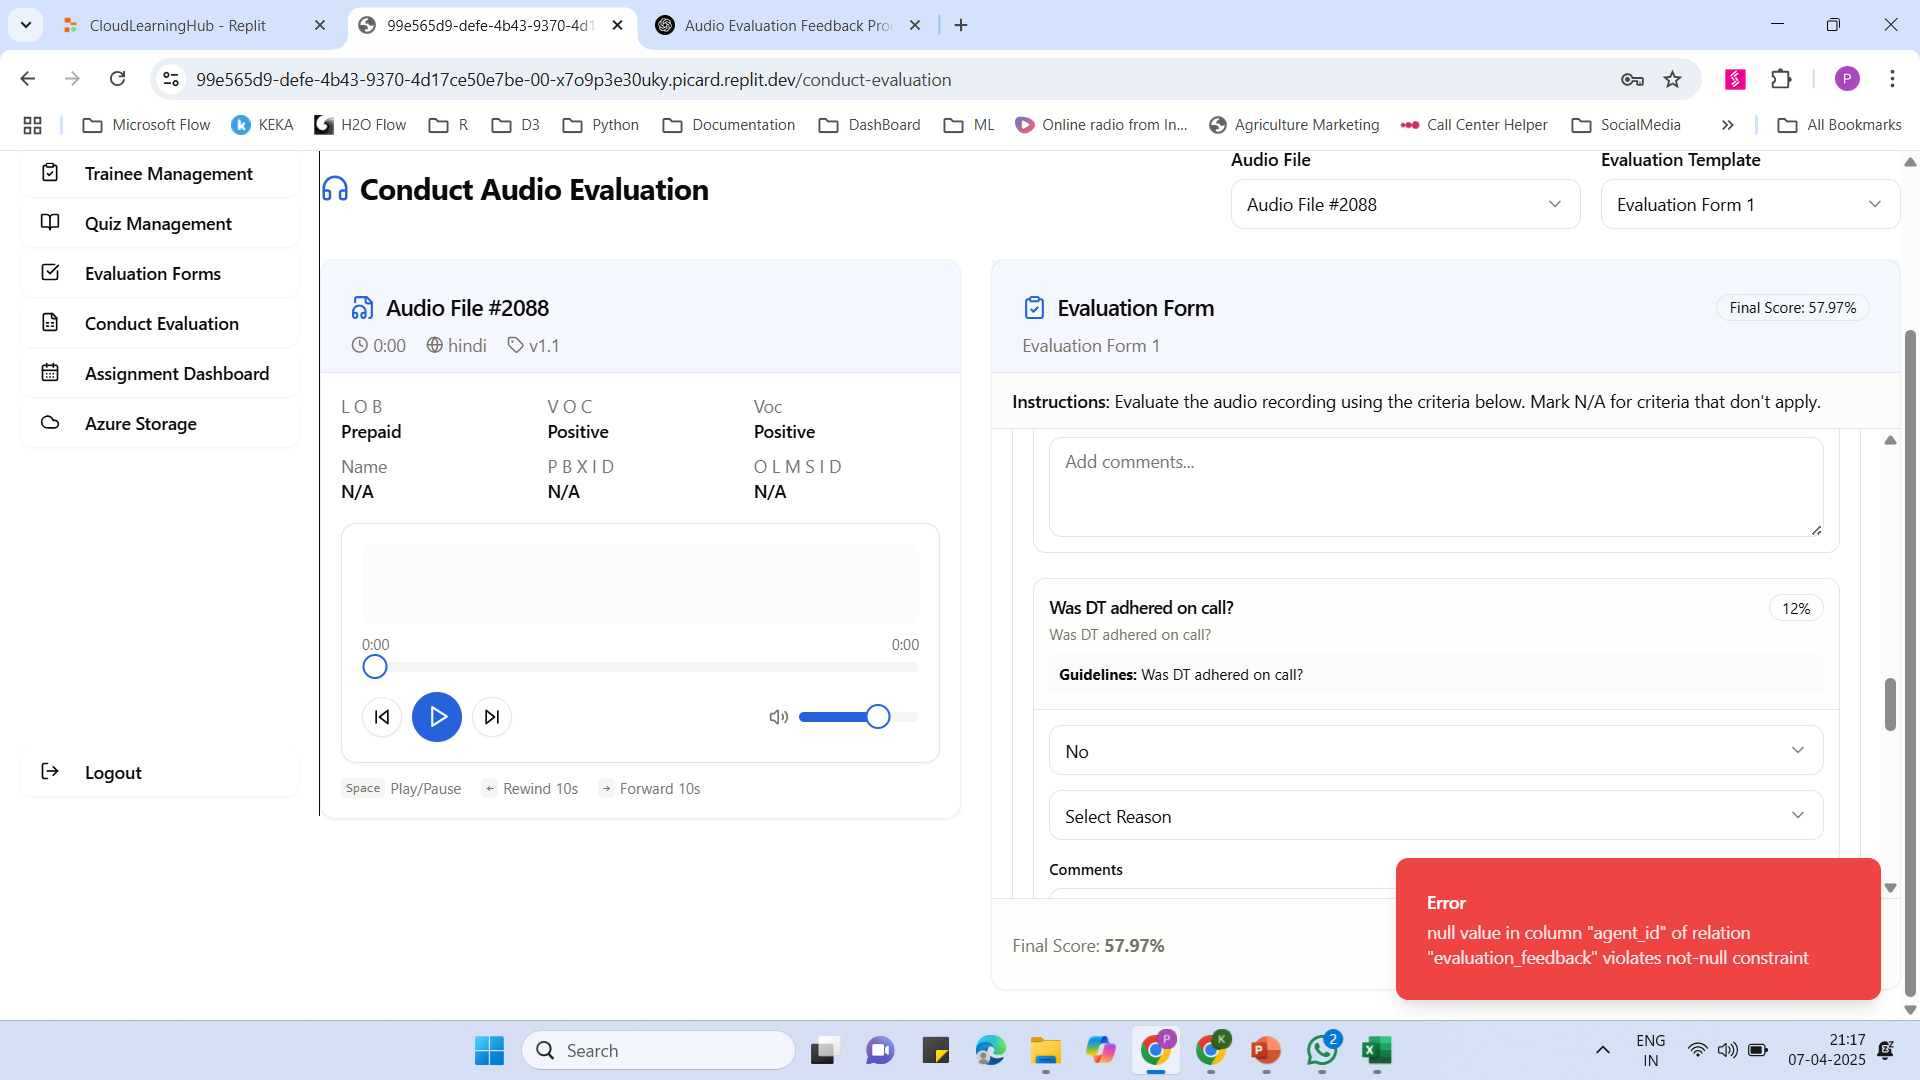 CloudLearningHub - Replit
99e565d9-defe-4b43-9370-4d1
Audio Evaluation Feedback Pro
99e565d9-defe-4b43-9370-4d17ce50e7be-00-x7o9p3e30uky.picard.replit.dev/conduct-evaluation
P
Microsoft Flow
KEKA
H2O Flow
R
D3
Python
Documentation
DashBoard
ML
Online radio from In...
Agriculture Marketing
Call Center Helper
SocialMedia
All Bookmarks
Trainee Management
Quiz Management
Evaluation Forms
Conduct Evaluation
Assignment Dashboard
Azure Storage
Logout
Conduct Audio Evaluation
Audio File
Audio File #2088
Evaluation Template
Evaluation Form 1
Audio File #2088
0:00 hindi v1.1
L O B
Prepaid
V O C
Positive
Voc
Positive
Name
N/A
P B X I D
N/A
O L M S I D
N/A
0:00 0:00
Space Play/Pause ← Rewind 10s → Forward 10s
Evaluation Form
Final Score: 57.97%
Evaluation Form 1
Instructions: Evaluate the audio recording using the criteria below. Mark N/A for criteria that don't apply.
Add comments...
Was DT adhered on call?
12%
Was DT adhered on call?
Guidelines: Was DT adhered on call?
No
Select Reason
Comments
Final Score: 57.97%
Error
null value in column "agent_id" of relation
"evaluation_feedback" violates not-null constraint
Search
P
K
2
ENG
IN
21:17
07-04-2025